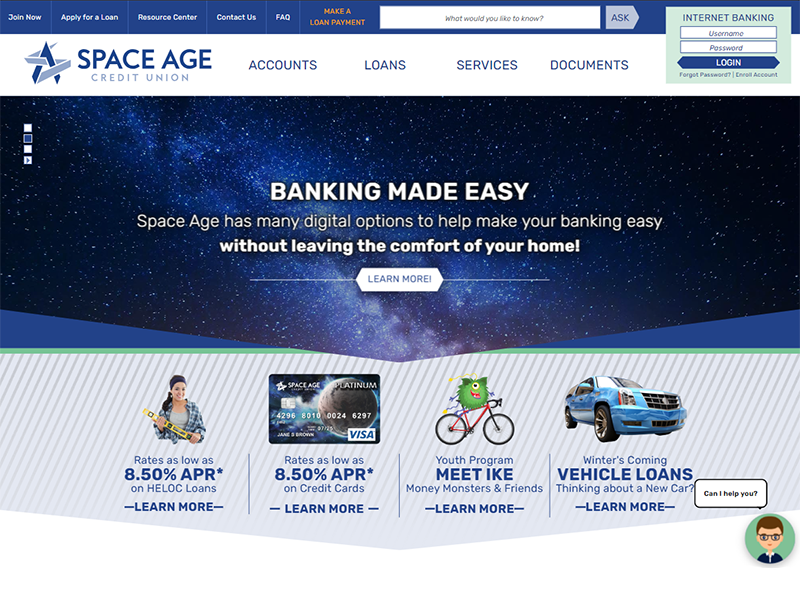 Join Now
Apply for a Loan
Resource Center
Contact Us
FAQ
MAKE A
LOAN PAYMENT
What would you like to know?
ASK
INTERNET BANKING
Username
Password
LOGIN
Forgot Password? | Enroll Account
SPACE AGE
CREDIT UNION
ACCOUNTS
LOANS
SERVICES
DOCUMENTS
BANKING MADE EASY
Space Age has many digital options to help make your banking easy
without leaving the comfort of your home!
LEARN MORE!
SPACE AGE
PLATINUM
4296 6010 0024 6297
JANE S BROWN
VISA
Rates as low as
8.50% APR*
on HELOC Loans
—LEARN MORE—
Rates as low as
8.50% APR*
on Credit Cards
— LEARN MORE —
Youth Program
MEET IKE
Money Monsters & Friends
—LEARN MORE—
Winter's Coming
VEHICLE LOANS
Thinking about a New Car?
—LEARN MORE—
Can I help you?